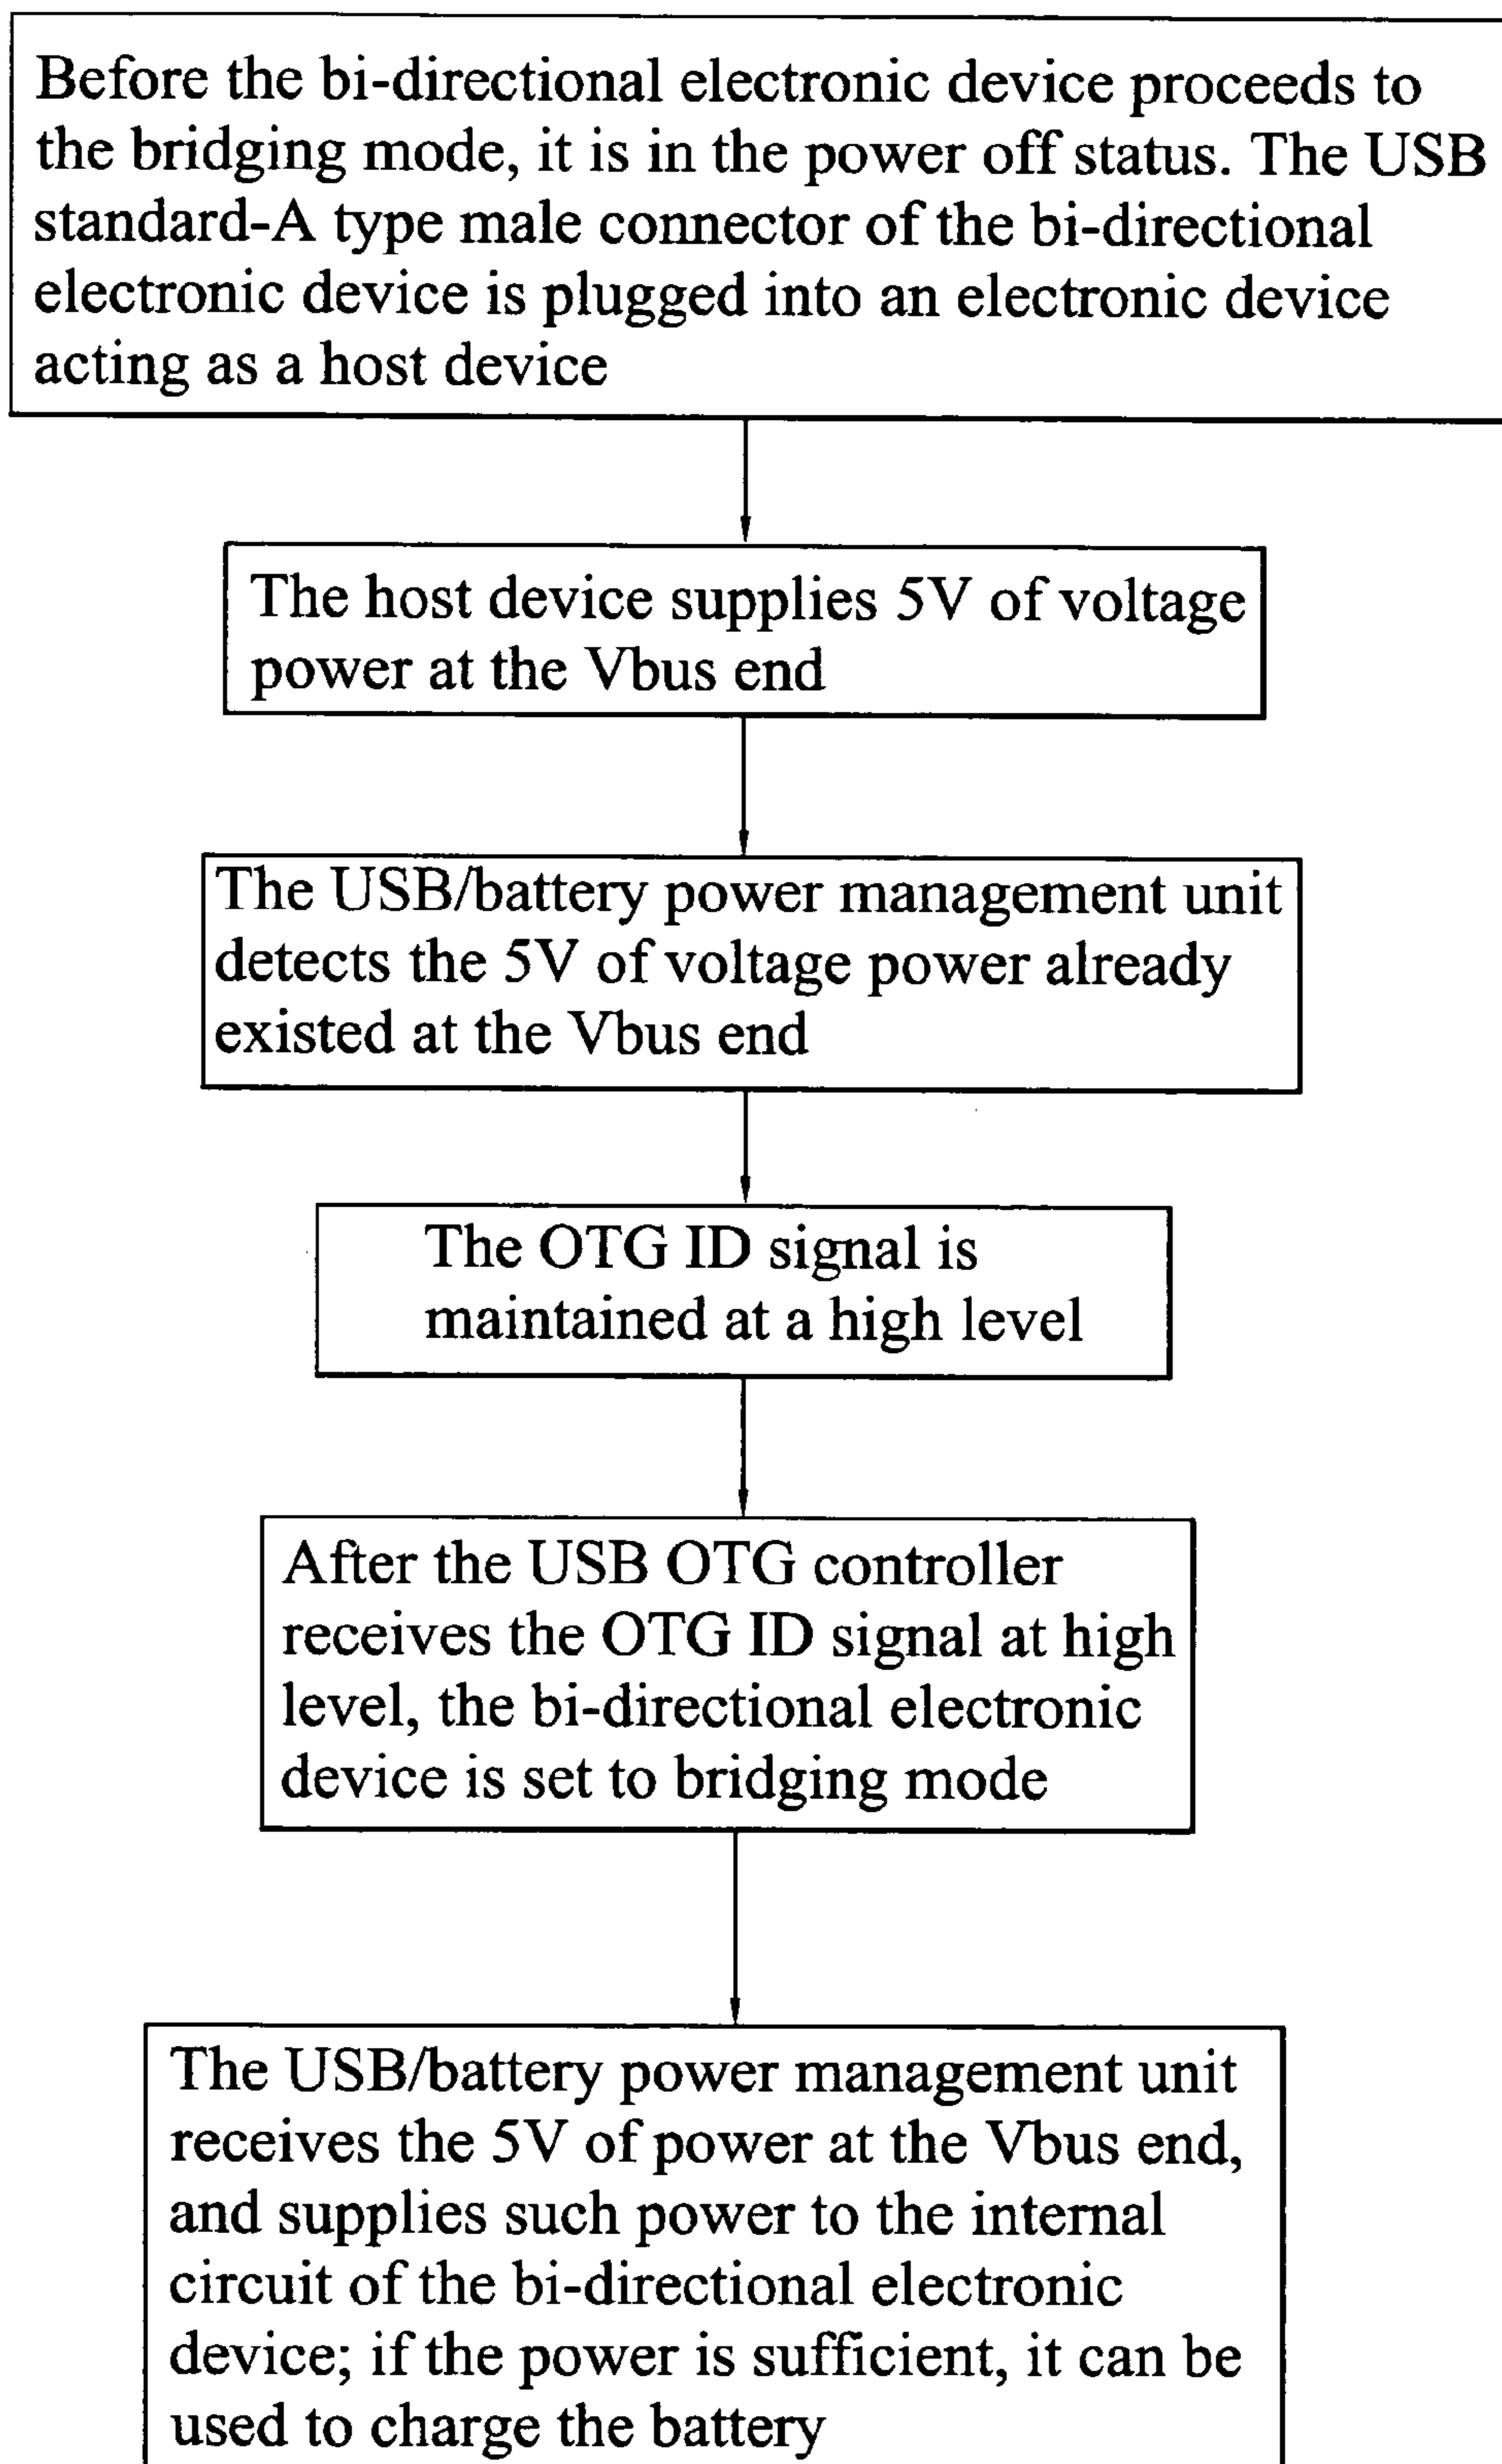 Before the bi-directional electronic device proceeds to
the bridging mode, it is in the power off status. The USB
standard-A type male connector of the bi-directional
electronic device is plugged into an electronic device
acting as a host device
The host device supplies 5V of voltage
power at the Vbus end
The USB/battery power management unit
detects the 5V of voltage power already
existed at the Vbus end
The OTG ID signal is
maintained at a high level
After the USB OTG controller
receives the OTG ID signal at high
level, the bi-directional electronic
device is set to bridging mode
The USB/battery power management unit
receives the 5V of power at the Vbus end,
and supplies such power to the internal
circuit of the bi-directional electronic
device; if the power is sufficient, it can be
used to charge the battery